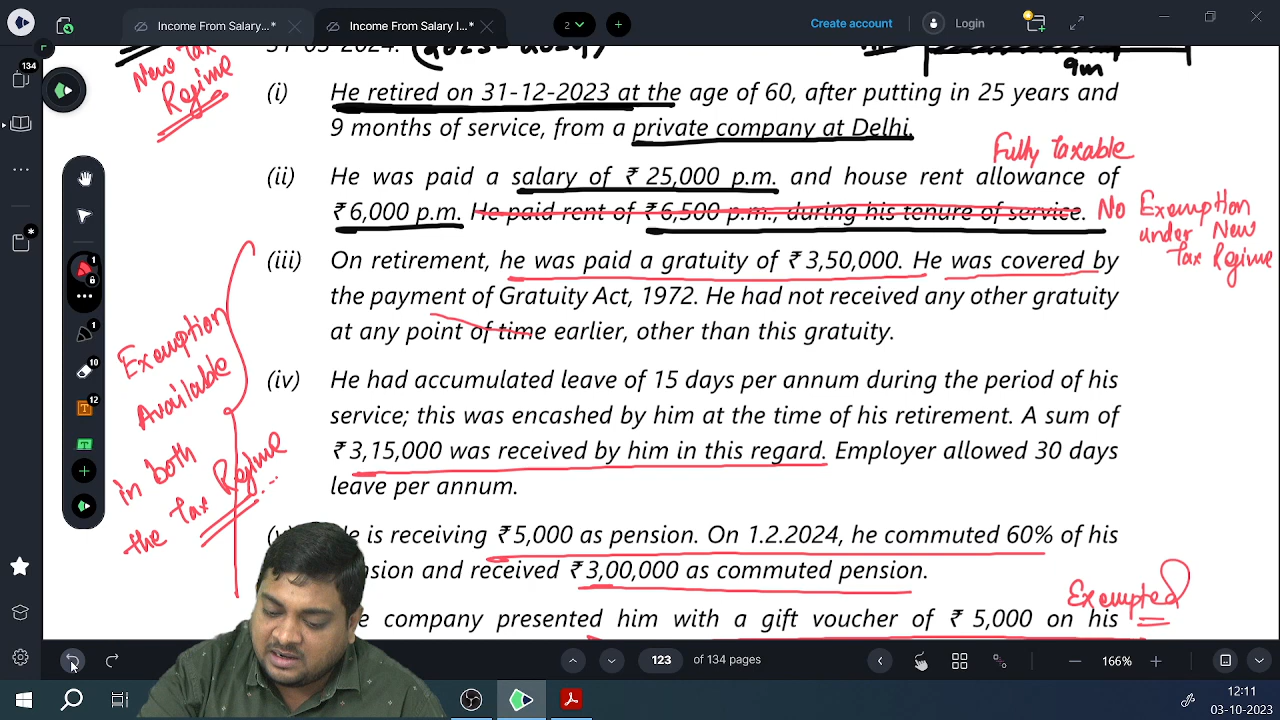 Income From Salary I...*
Income From Salary I...*
2
Create account
Login
134
31-03-2024. (2023-2024)
9m
New Tax
Regime
(i) He retired on 31-12-2023 at the age of 60, after putting in 25 years and
9 months of service, from a private company at Delhi.
Fully Taxable
(ii) He was paid a salary of ₹ 25,000 p.m. and house rent allowance of
₹ 6,000 p.m. He paid rent of ₹ 6,500 p.m., during his tenure of service.
No Exemption
under New
Tax Regime
(iii) On retirement, he was paid a gratuity of ₹ 3,50,000. He was covered by
the payment of Gratuity Act, 1972. He had not received any other gratuity
at any point of time earlier, other than this gratuity.
Exemption
Available
in both
the Tax Regime...
(iv) He had accumulated leave of 15 days per annum during the period of his
service; this was encashed by him at the time of his retirement. A sum of
₹ 3,15,000 was received by him in this regard. Employer allowed 30 days
leave per annum.
is receiving ₹ 5,000 as pension. On 1.2.2024, he commuted 60% of his
and received ₹ 3,00,000 as commuted pension.
Exempted
company presented him with a gift voucher of ₹ 5,000 on his
1
1
10
12
123 of 134 pages
166%
12:11
03-10-2023